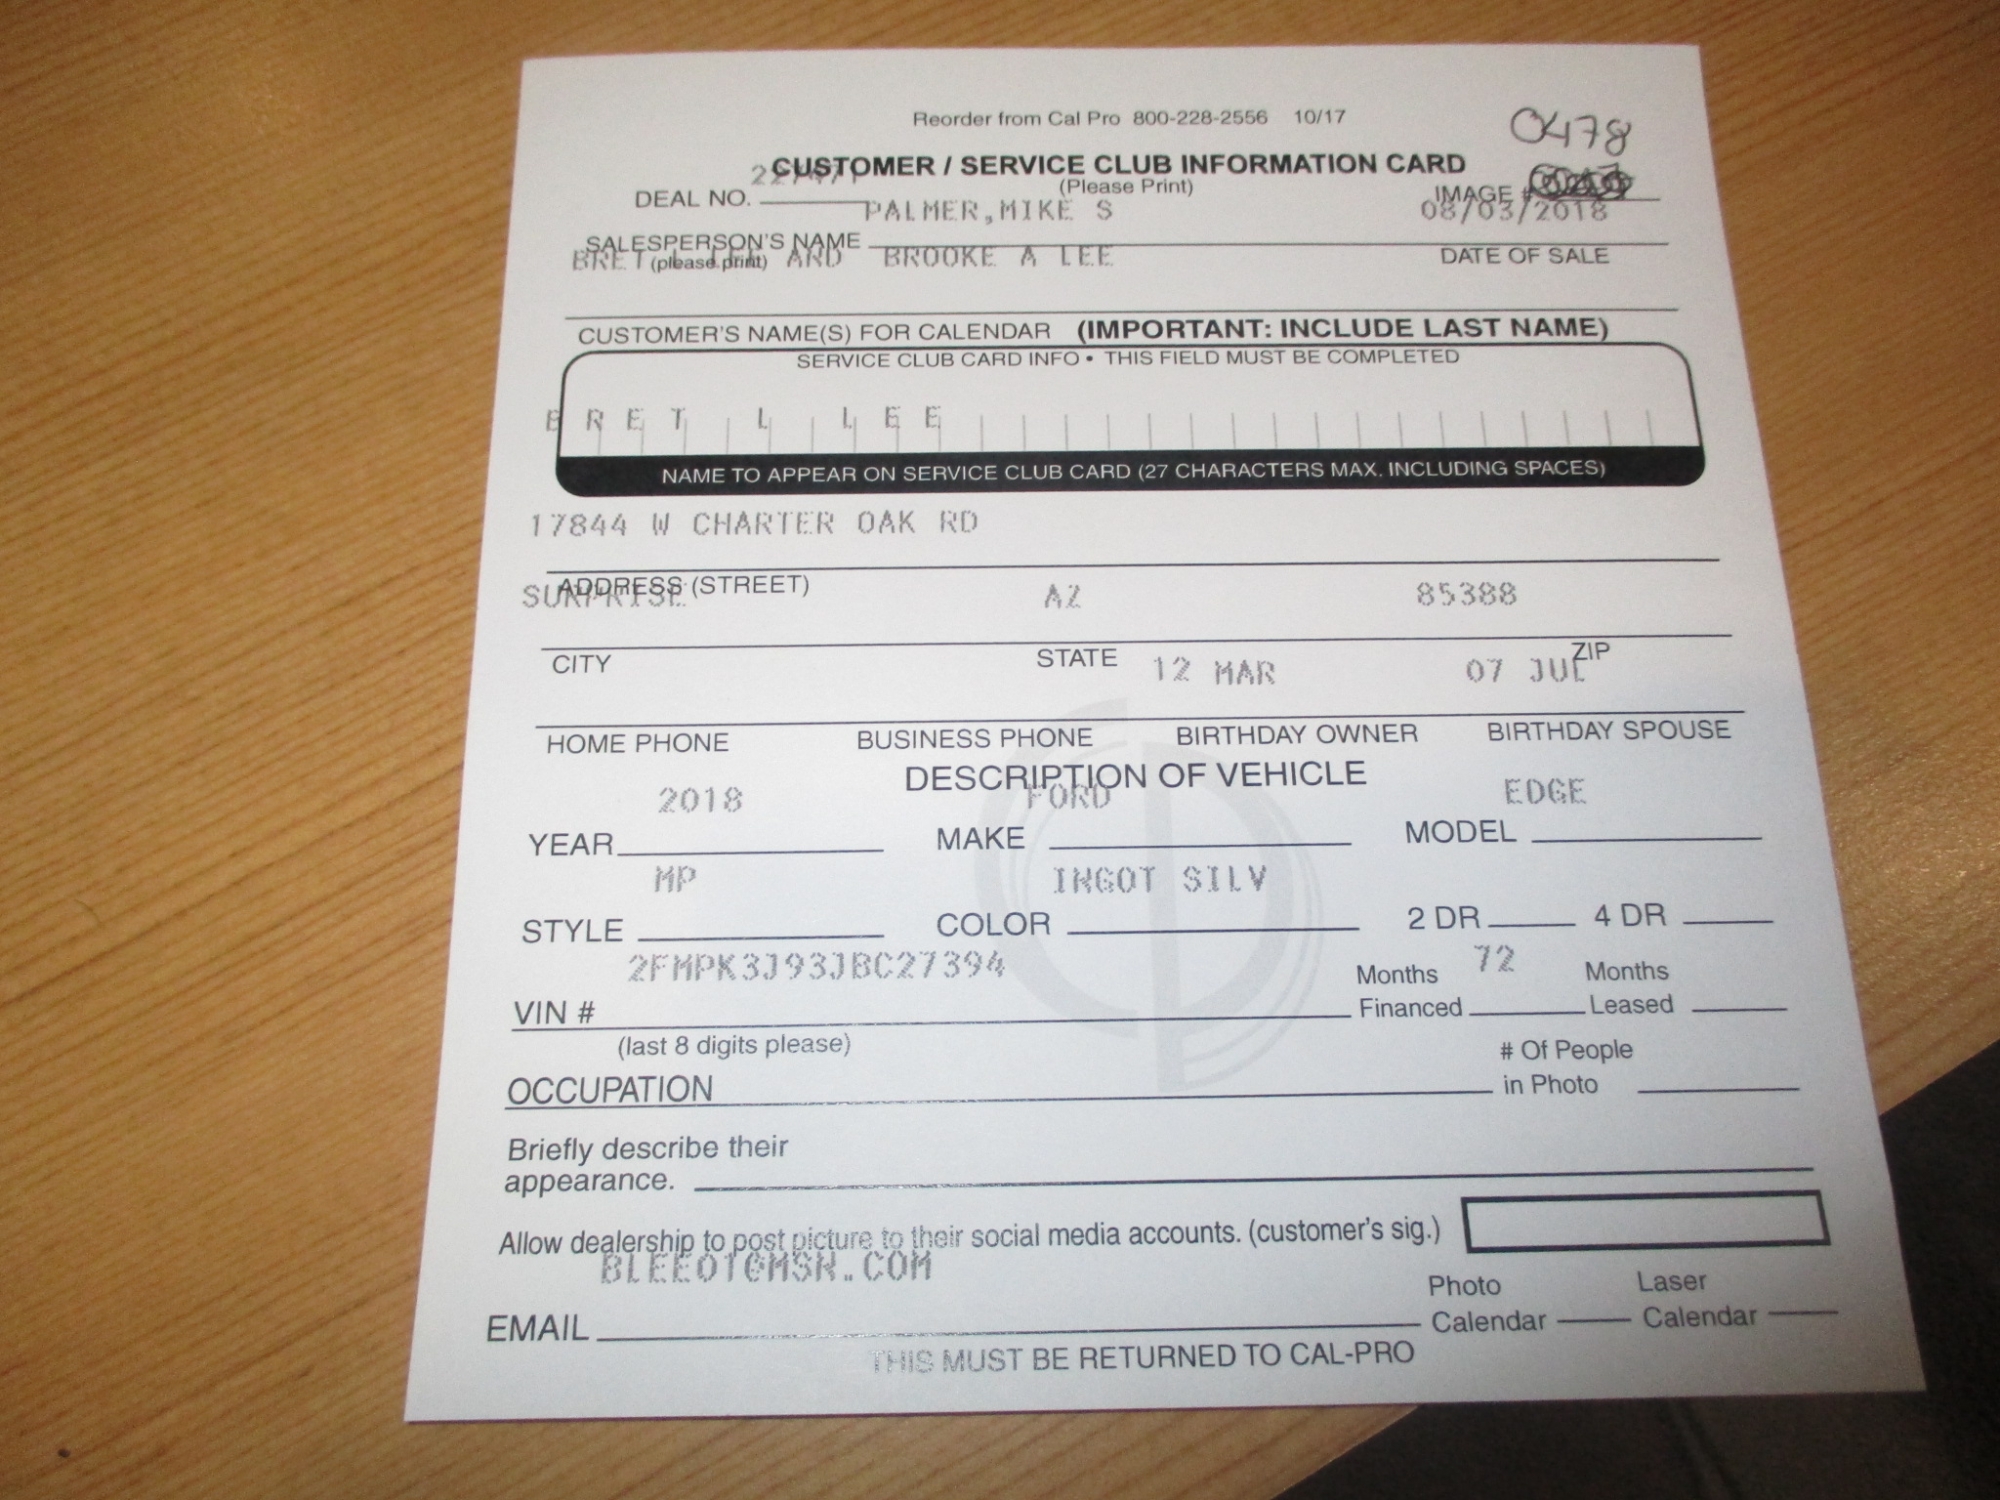 Reorder from Cal Pro 800-228-2556 10/17
0478
CUSTOMER / SERVICE CLUB INFORMATION CARD
(Please Print)
DEAL NO. IMAGE #
PALMER,MIKE S 08/03/2018
SALESPERSON'S NAME
(please print) DATE OF SALE
BRET L LEE AND BROOKE A LEE
CUSTOMER'S NAME(S) FOR CALENDAR (IMPORTANT: INCLUDE LAST NAME)
SERVICE CLUB CARD INFO • THIS FIELD MUST BE COMPLETED
BRET L LEE
NAME TO APPEAR ON SERVICE CLUB CARD (27 CHARACTERS MAX. INCLUDING SPACES)
17844 W CHARTER OAK RD
ADDRESS (STREET)
SURPRISE AZ 85388
CITY STATE ZIP
12 MAR 07 JUL
HOME PHONE BUSINESS PHONE BIRTHDAY OWNER BIRTHDAY SPOUSE
DESCRIPTION OF VEHICLE
2018 FORD EDGE
YEAR MAKE MODEL
MP INGOT SILV
STYLE COLOR 2 DR 4 DR
2FMPK3J93JBC27394 72
VIN # Months Financed Months Leased
(last 8 digits please)
OCCUPATION # Of People in Photo
Briefly describe their
appearance.
Allow dealership to post picture to their social media accounts. (customer's sig.)
BLEE01@MSN.COM
EMAIL Photo Calendar Laser Calendar
THIS MUST BE RETURNED TO CAL-PRO